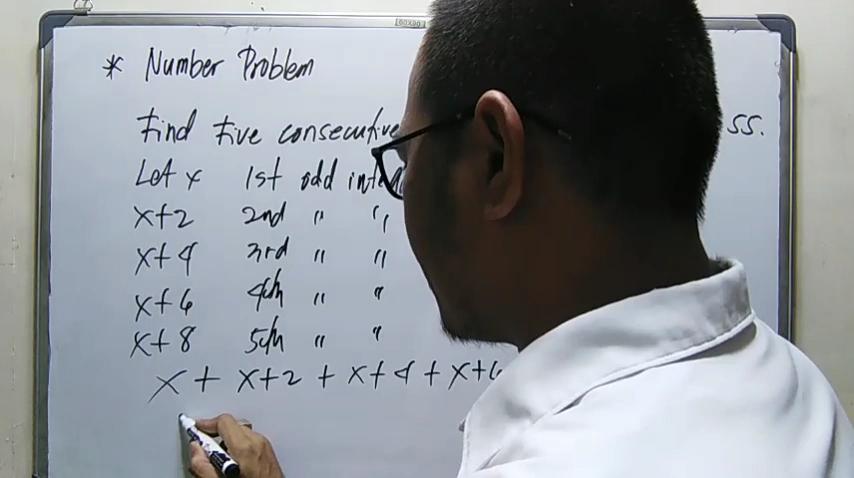 * Number Problem
Find Five consecutive 55.
Let x 1st odd
x+2 2nd " "
x+4 3rd " "
x+6 4th " "
x+8 5th " "
x + x+2 + x+4 + x+6